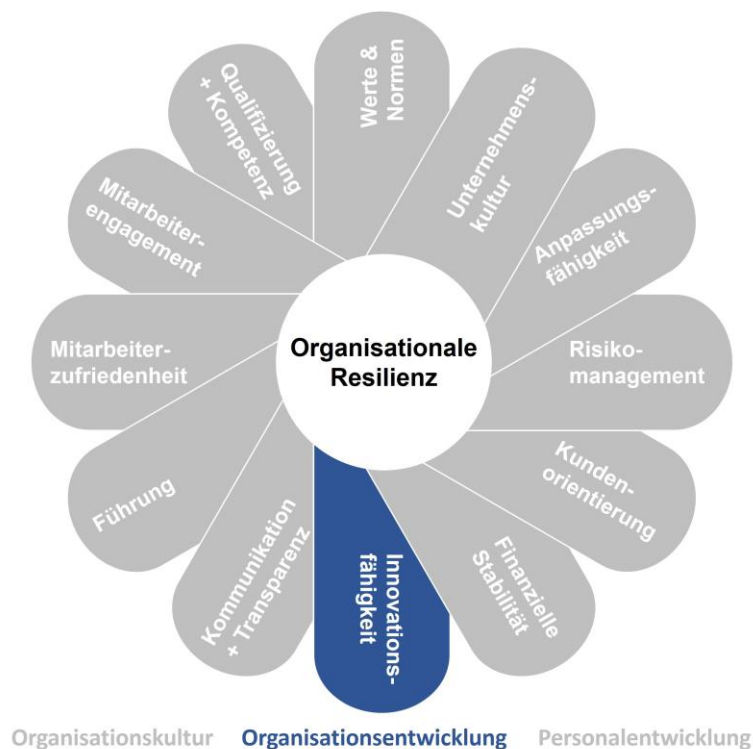 Werte &
Normen
Unternehmens-
kultur
Anpassungs-
fähigkeit
Risiko-
management
Kunden-
orientierung
Finanzielle
Stabilität
Innovations-
fähigkeit
Kommunikation
+ Transparenz
Führung
Mitarbeiter-
zufriedenheit
Mitarbeiter-
engagement
Qualifizierung
+ Kompetenz
Organisationale
Resilienz
Organisationskultur Organisationsentwicklung Personalentwicklung